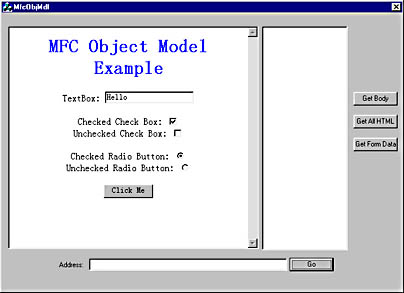 MfcObjMdl
MFC Object Model
Example
TextBox: Hello
Checked Check Box:
Unchecked Check Box:
Checked Radio Button:
Unchecked Radio Button:
Click Me
Get Body
Get All HTML
Get Form Data
Address:
Go